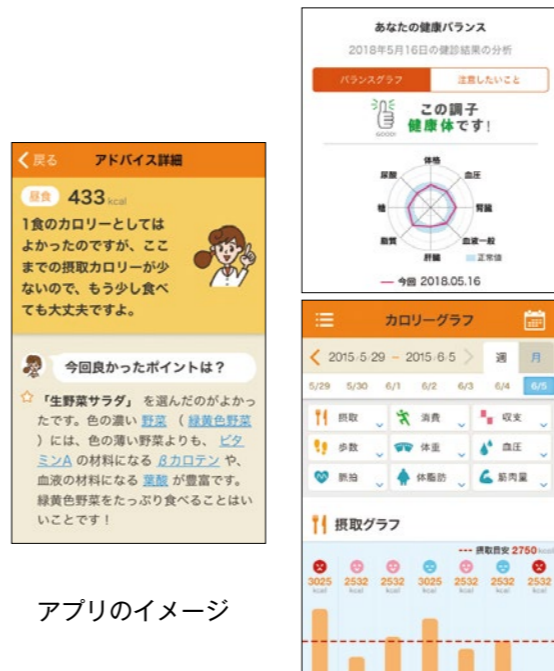 戻る アドバイス詳細
昼食 433 kcal
1食のカロリーとしては
よかったのですが、ここ
までの摂取カロリーが少
ないので、もう少し食べ
ても大丈夫ですよ。
今回良かったポイントは？
「生野菜サラダ」を選んだのがよかっ
たです。色の濃い 野菜 （ 緑黄色野菜
）には、色の薄い野菜よりも、 ビタ
ミンA の材料になる βカロテン や、
血液の材料になる 葉酸 が豊富です。
緑黄色野菜をたっぷり食べることはい
いことです！
アプリのイメージ
あなたの健康バランス
2018年5月16日の健診結果の分析
バランスグラフ 注意したいこと
GOOD! この調子
健康体です!
体格
尿酸 血圧
糖 腎臓
脂質 血液一般
肝臓 正常値
今回 2018.05.16
カロリーグラフ
2015/5/29 - 2015/6/5 週 月
5/29 5/30 6/1 6/2 6/3 6/4 6/5
摂取 消費 収支
歩数 体重 血圧
脈拍 体脂肪 筋肉量
摂取グラフ
摂取目安 2750 kcal
3025 2532 2532 3025 2532 2532 2532
kcal kcal kcal kcal kcal kcal kcal